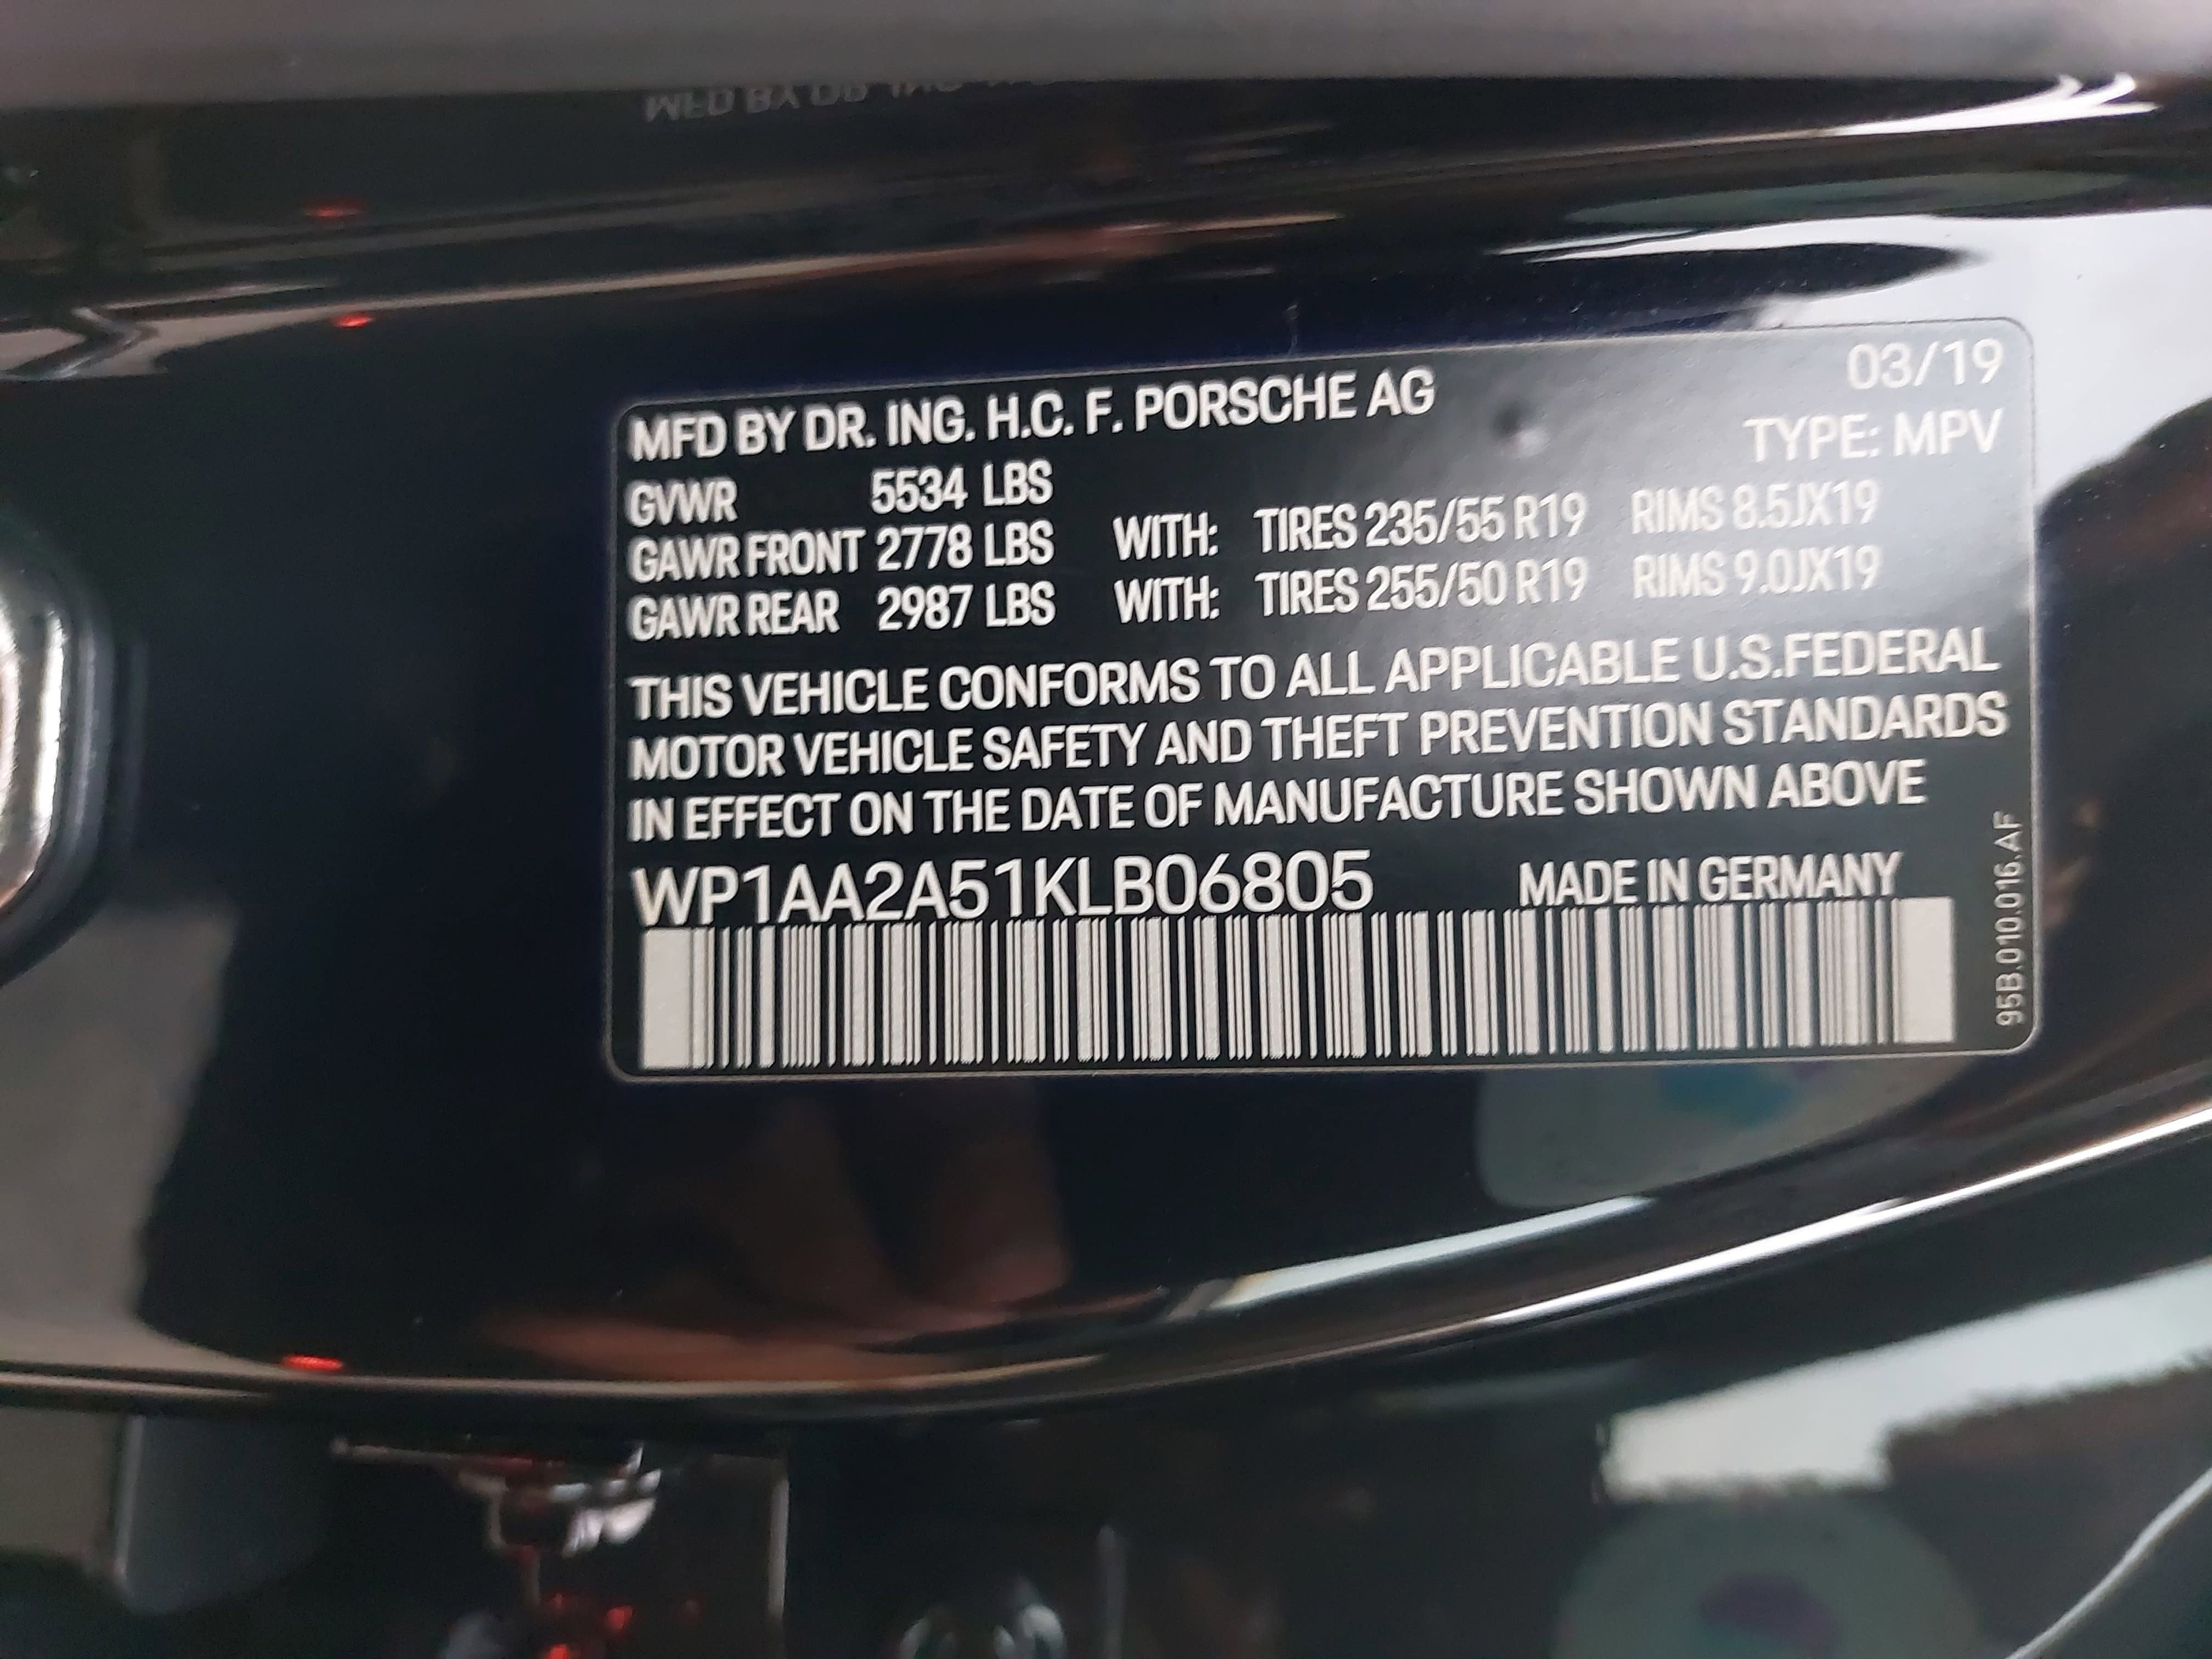 MFD BY DR. ING. H.C. F. PORSCHE AG 03/19
TYPE: MPV
GVWR 5534 LBS
GAWR FRONT 2778 LBS WITH: TIRES 235/55 R19 RIMS 8.5JX19
GAWR REAR 2987 LBS WITH: TIRES 255/50 R19 RIMS 9.0JX19
THIS VEHICLE CONFORMS TO ALL APPLICABLE U.S.FEDERAL
MOTOR VEHICLE SAFETY AND THEFT PREVENTION STANDARDS
IN EFFECT ON THE DATE OF MANUFACTURE SHOWN ABOVE
WP1AA2A51KLB06805 MADE IN GERMANY
95B.010.016.AF